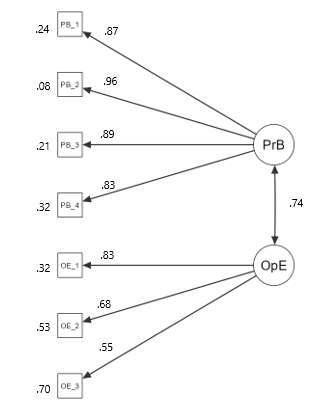 .24 PB_1 .87
.08 PB_2 .96
.21 PB_3 .89
PrB
.32 PB_4 .83
.74
.32 OE_1 .83
OpE
.53 OE_2 .68
.70 OE_3 .55